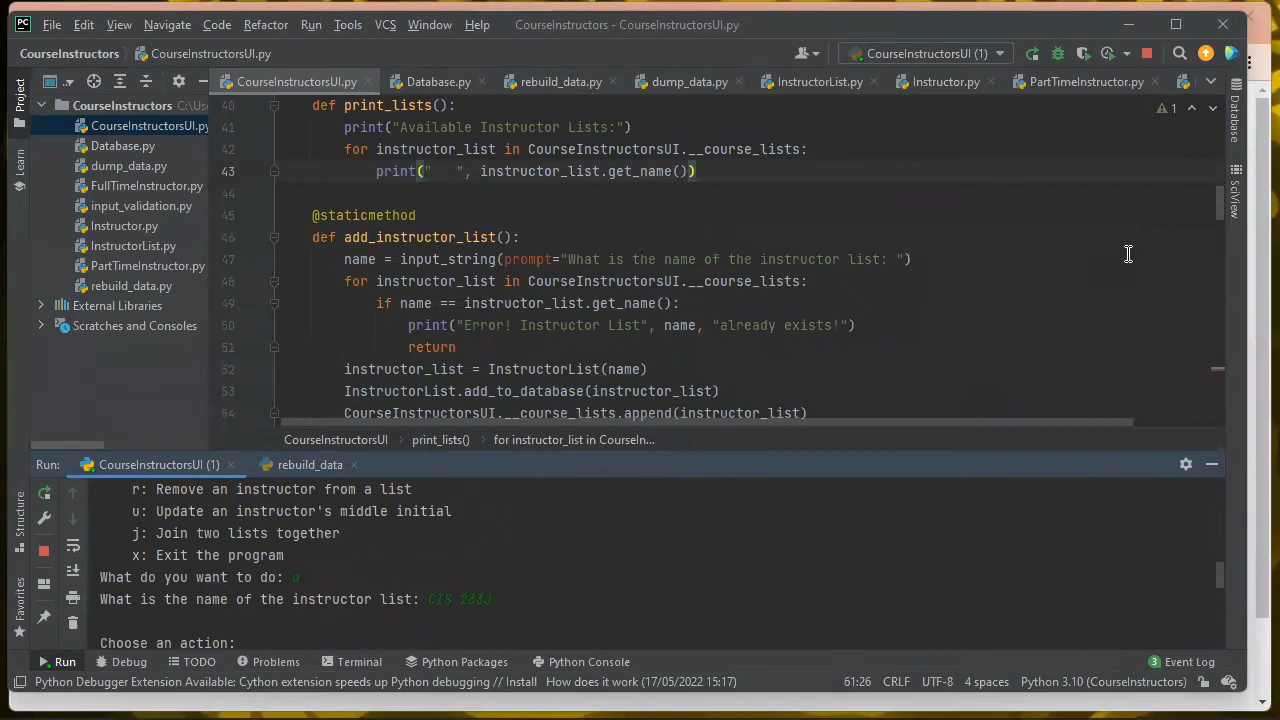 PC File Edit View Navigate Code Refactor Run Tools VCS Git Window Help CourseInstructors - CourseInstructorsUI.py
CourseInstructors CourseInstructorsUI.py CourseInstructorsUI (1)
CourseInstructorsUI.py Database.py rebuild_data.py dump_data.py InstructorList.py Instructor.py PartTimeInstructor.py
Project
Learn
Structure
Favorites
CourseInstructors C:\Use
CourseInstructorsUI.py
Database.py
dump_data.py
FullTimeInstructor.py
input_validation.py
Instructor.py
InstructorList.py
PartTimeInstructor.py
rebuild_data.py
External Libraries
Scratches and Consoles
1
40 def print_lists():
41 print("Available Instructor Lists:")
42 for instructor_list in CourseInstructorsUI.__course_lists:
43 print("   ", instructor_list.get_name())
44
45 @staticmethod
46 def add_instructor_list():
47 name = input_string(prompt="What is the name of the instructor list: ")
48 for instructor_list in CourseInstructorsUI.__course_lists:
49 if name == instructor_list.get_name():
50 print("Error! Instructor List", name, "already exists!")
51 return
52 instructor_list = InstructorList(name)
53 InstructorList.add_to_database(instructor_list)
54 CourseInstructorsUI.__course_lists.append(instructor_list)
Database
SciView
CourseInstructorsUI print_lists() for instructor_list in CourseIn...
Run: CourseInstructorsUI (1) rebuild_data
r: Remove an instructor from a list
u: Update an instructor's middle initial
j: Join two lists together
x: Exit the program
What do you want to do: a
What is the name of the instructor list: CIS 2333
Choose an action:
Run Debug TODO Problems Terminal Python Packages Python Console 3 Event Log
Python Debugger Extension Available: Cython extension speeds up Python debugging // Install How does it work (17/05/2022 15:17) 61:26 CRLF UTF-8 4 spaces Python 3.10 (CourseInstructors)